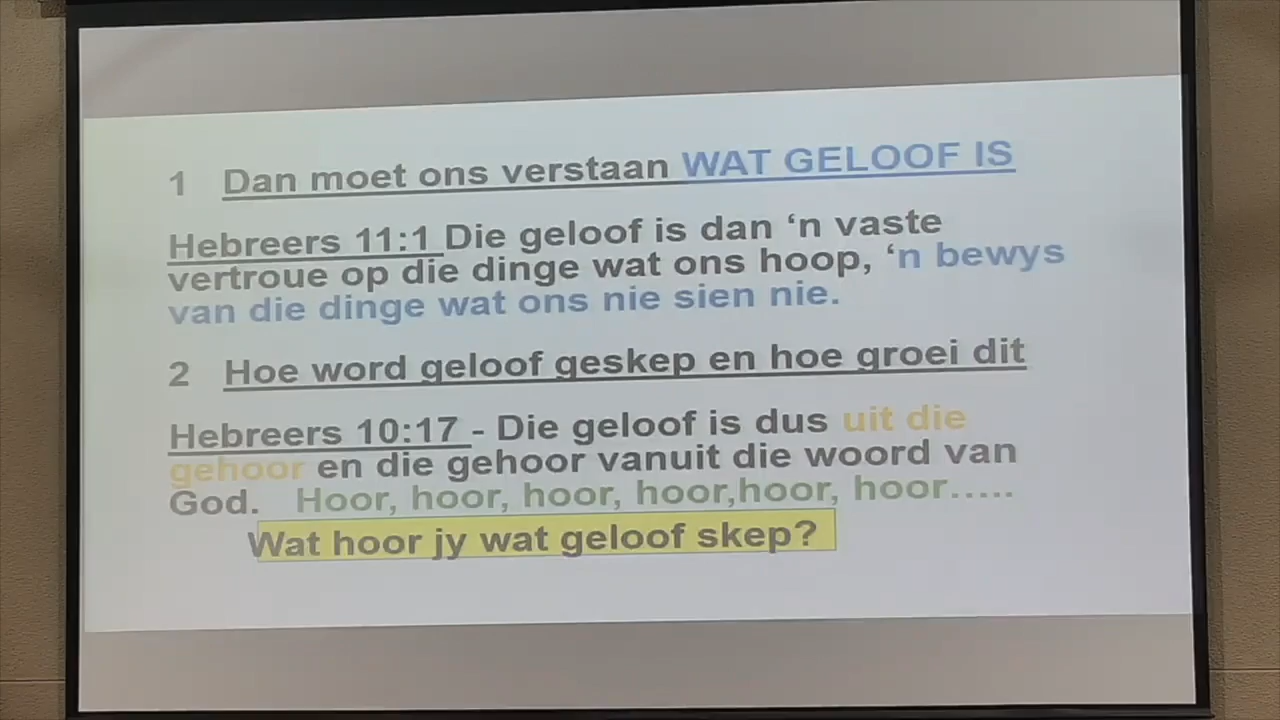 1 Dan moet ons verstaan WAT GELOOF IS
Hebreers 11:1 Die geloof is dan ‘n vaste
vertroue op die dinge wat ons hoop, ‘n bewys
van die dinge wat ons nie sien nie.
2 Hoe word geloof geskep en hoe groei dit
Hebreers 10:17 - Die geloof is dus uit die
gehoor en die gehoor vanuit die woord van
God. Hoor, hoor, hoor, hoor,hoor, hoor.....
Wat hoor jy wat geloof skep?